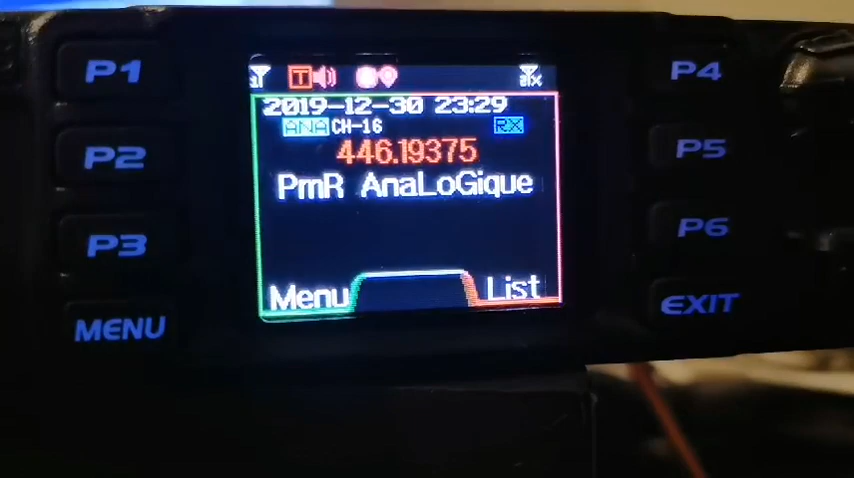 P1
P2
P3
MENU
T
2019-12-30 23:29
ANA CH-16 RX
446.19375
PmR AnaLoGique
Menu List
P4
P5
P6
EXIT